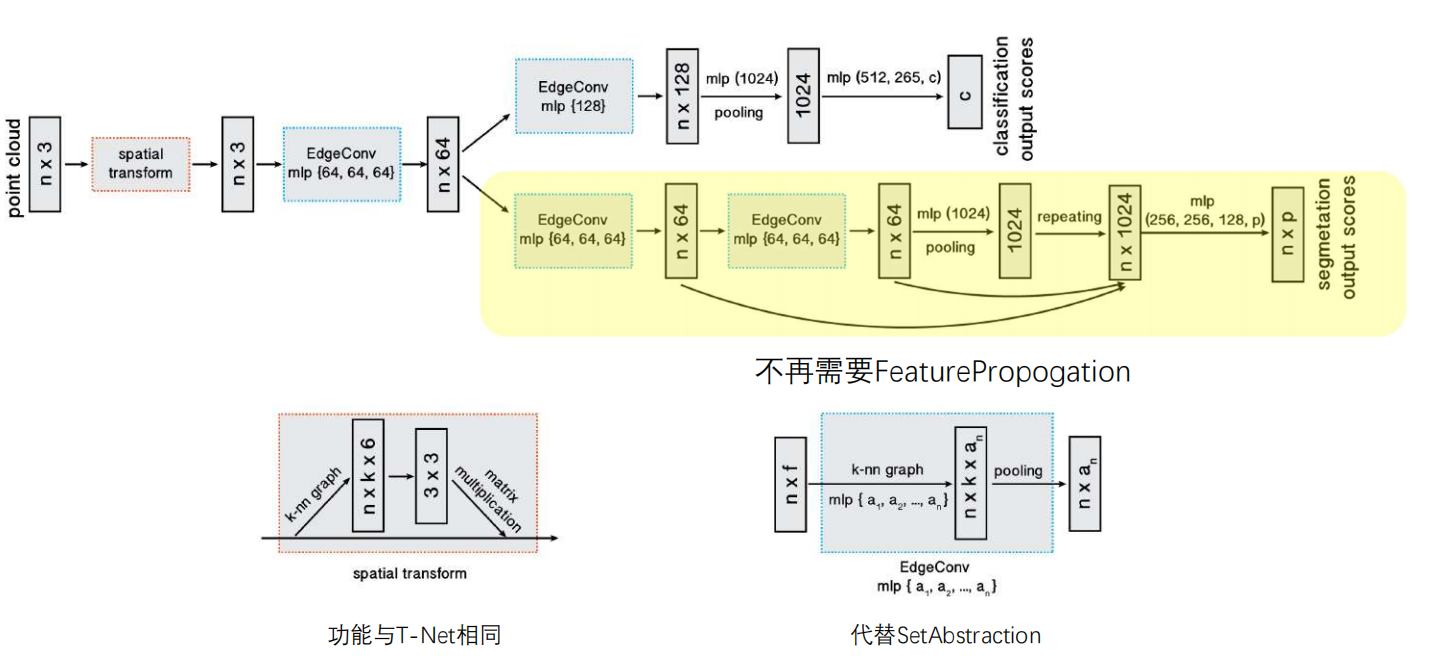 point cloud
n x 3
spatial
transform
n x 3
EdgeConv
mlp {64, 64, 64}
n x 64
EdgeConv
mlp {128}
n x 128
mlp (1024)
pooling
1024
mlp (512, 265, c)
c
classification
output scores
EdgeConv
mlp {64, 64, 64}
n x 64
EdgeConv
mlp {64, 64, 64}
n x 64
mlp (1024)
pooling
1024
repeating
n x 1024
mlp
(256, 256, 128, p)
n x p
segmetation
output scores
不再需要FeaturePropogation
k-nn graph
n x k x 6
3 x 3
matrix
multiplication
spatial transform
功能与T-Net相同
n x f
k-nn graph
mlp { a₁, a₂, ..., aₙ}
n x k x aₙ
pooling
n x aₙ
EdgeConv
mlp { a₁, a₂, ..., aₙ}
代替SetAbstraction